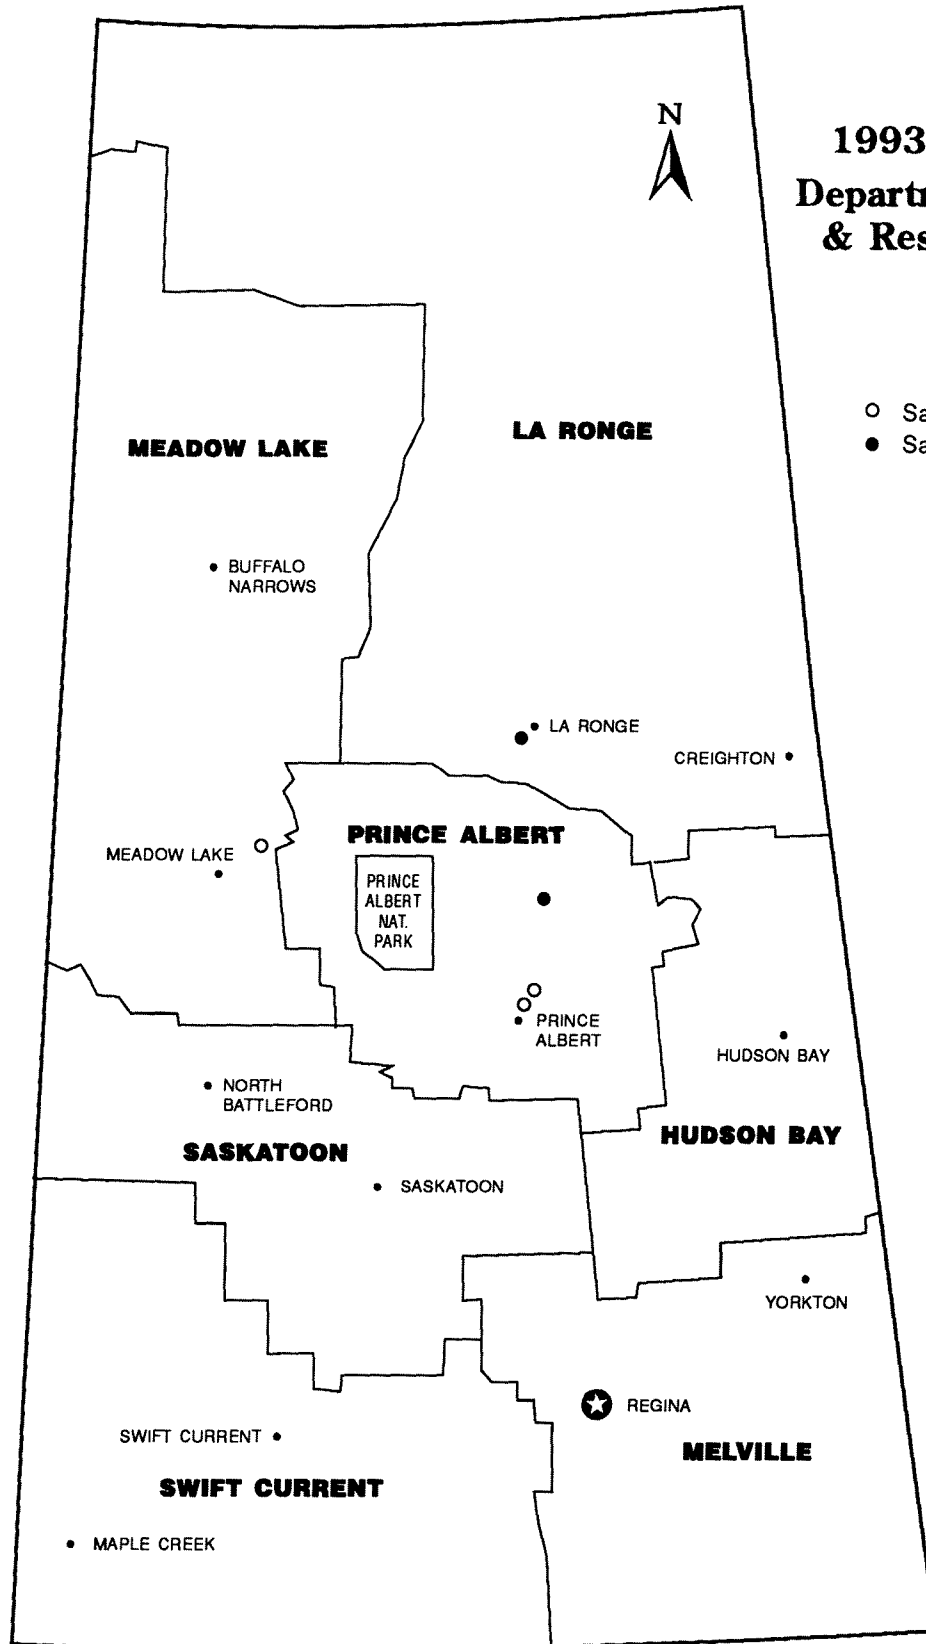 N
1993
Departm
& Res
Sa
Sa
MEADOW LAKE
LA RONGE
BUFFALO
NARROWS
LA RONGE
CREIGHTON
PRINCE ALBERT
MEADOW LAKE
PRINCE
ALBERT
NAT.
PARK
PRINCE
ALBERT
HUDSON BAY
NORTH
BATTLEFORD
HUDSON BAY
SASKATOON
SASKATOON
YORKTON
REGINA
SWIFT CURRENT
MELVILLE
SWIFT CURRENT
MAPLE CREEK